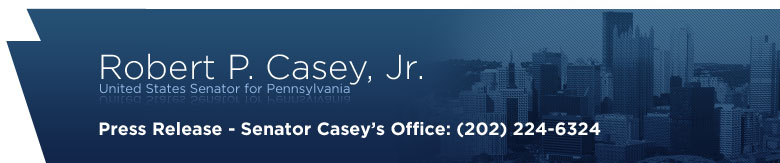 Robert P. Casey, Jr.
United States Senator for Pennsylvania
Press Release - Senator Casey's Office: (202) 224-6324